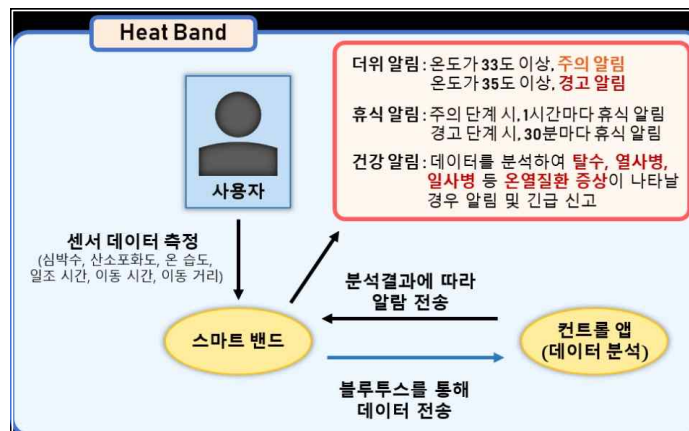 Heat Band
더위 알림 : 온도가 33도 이상, 주의 알림
온도가 35도 이상, 경고 알림
휴식 알림 : 주의 단계 시, 1시간마다 휴식 알림
경고 단계 시, 30분마다 휴식 알림
건강 알림 : 데이터를 분석하여 탈수, 열사병,
일사병 등 온열질환 증상이 나타날
경우 알림 및 긴급 신고
사용자
센서 데이터 측정
(심박수, 산소포화도, 온 습도,
일조 시간, 이동 시간, 이동 거리)
분석결과에 따라
알람 전송
스마트 밴드
컨트롤 앱
(데이터 분석)
블루투스를 통해
데이터 전송